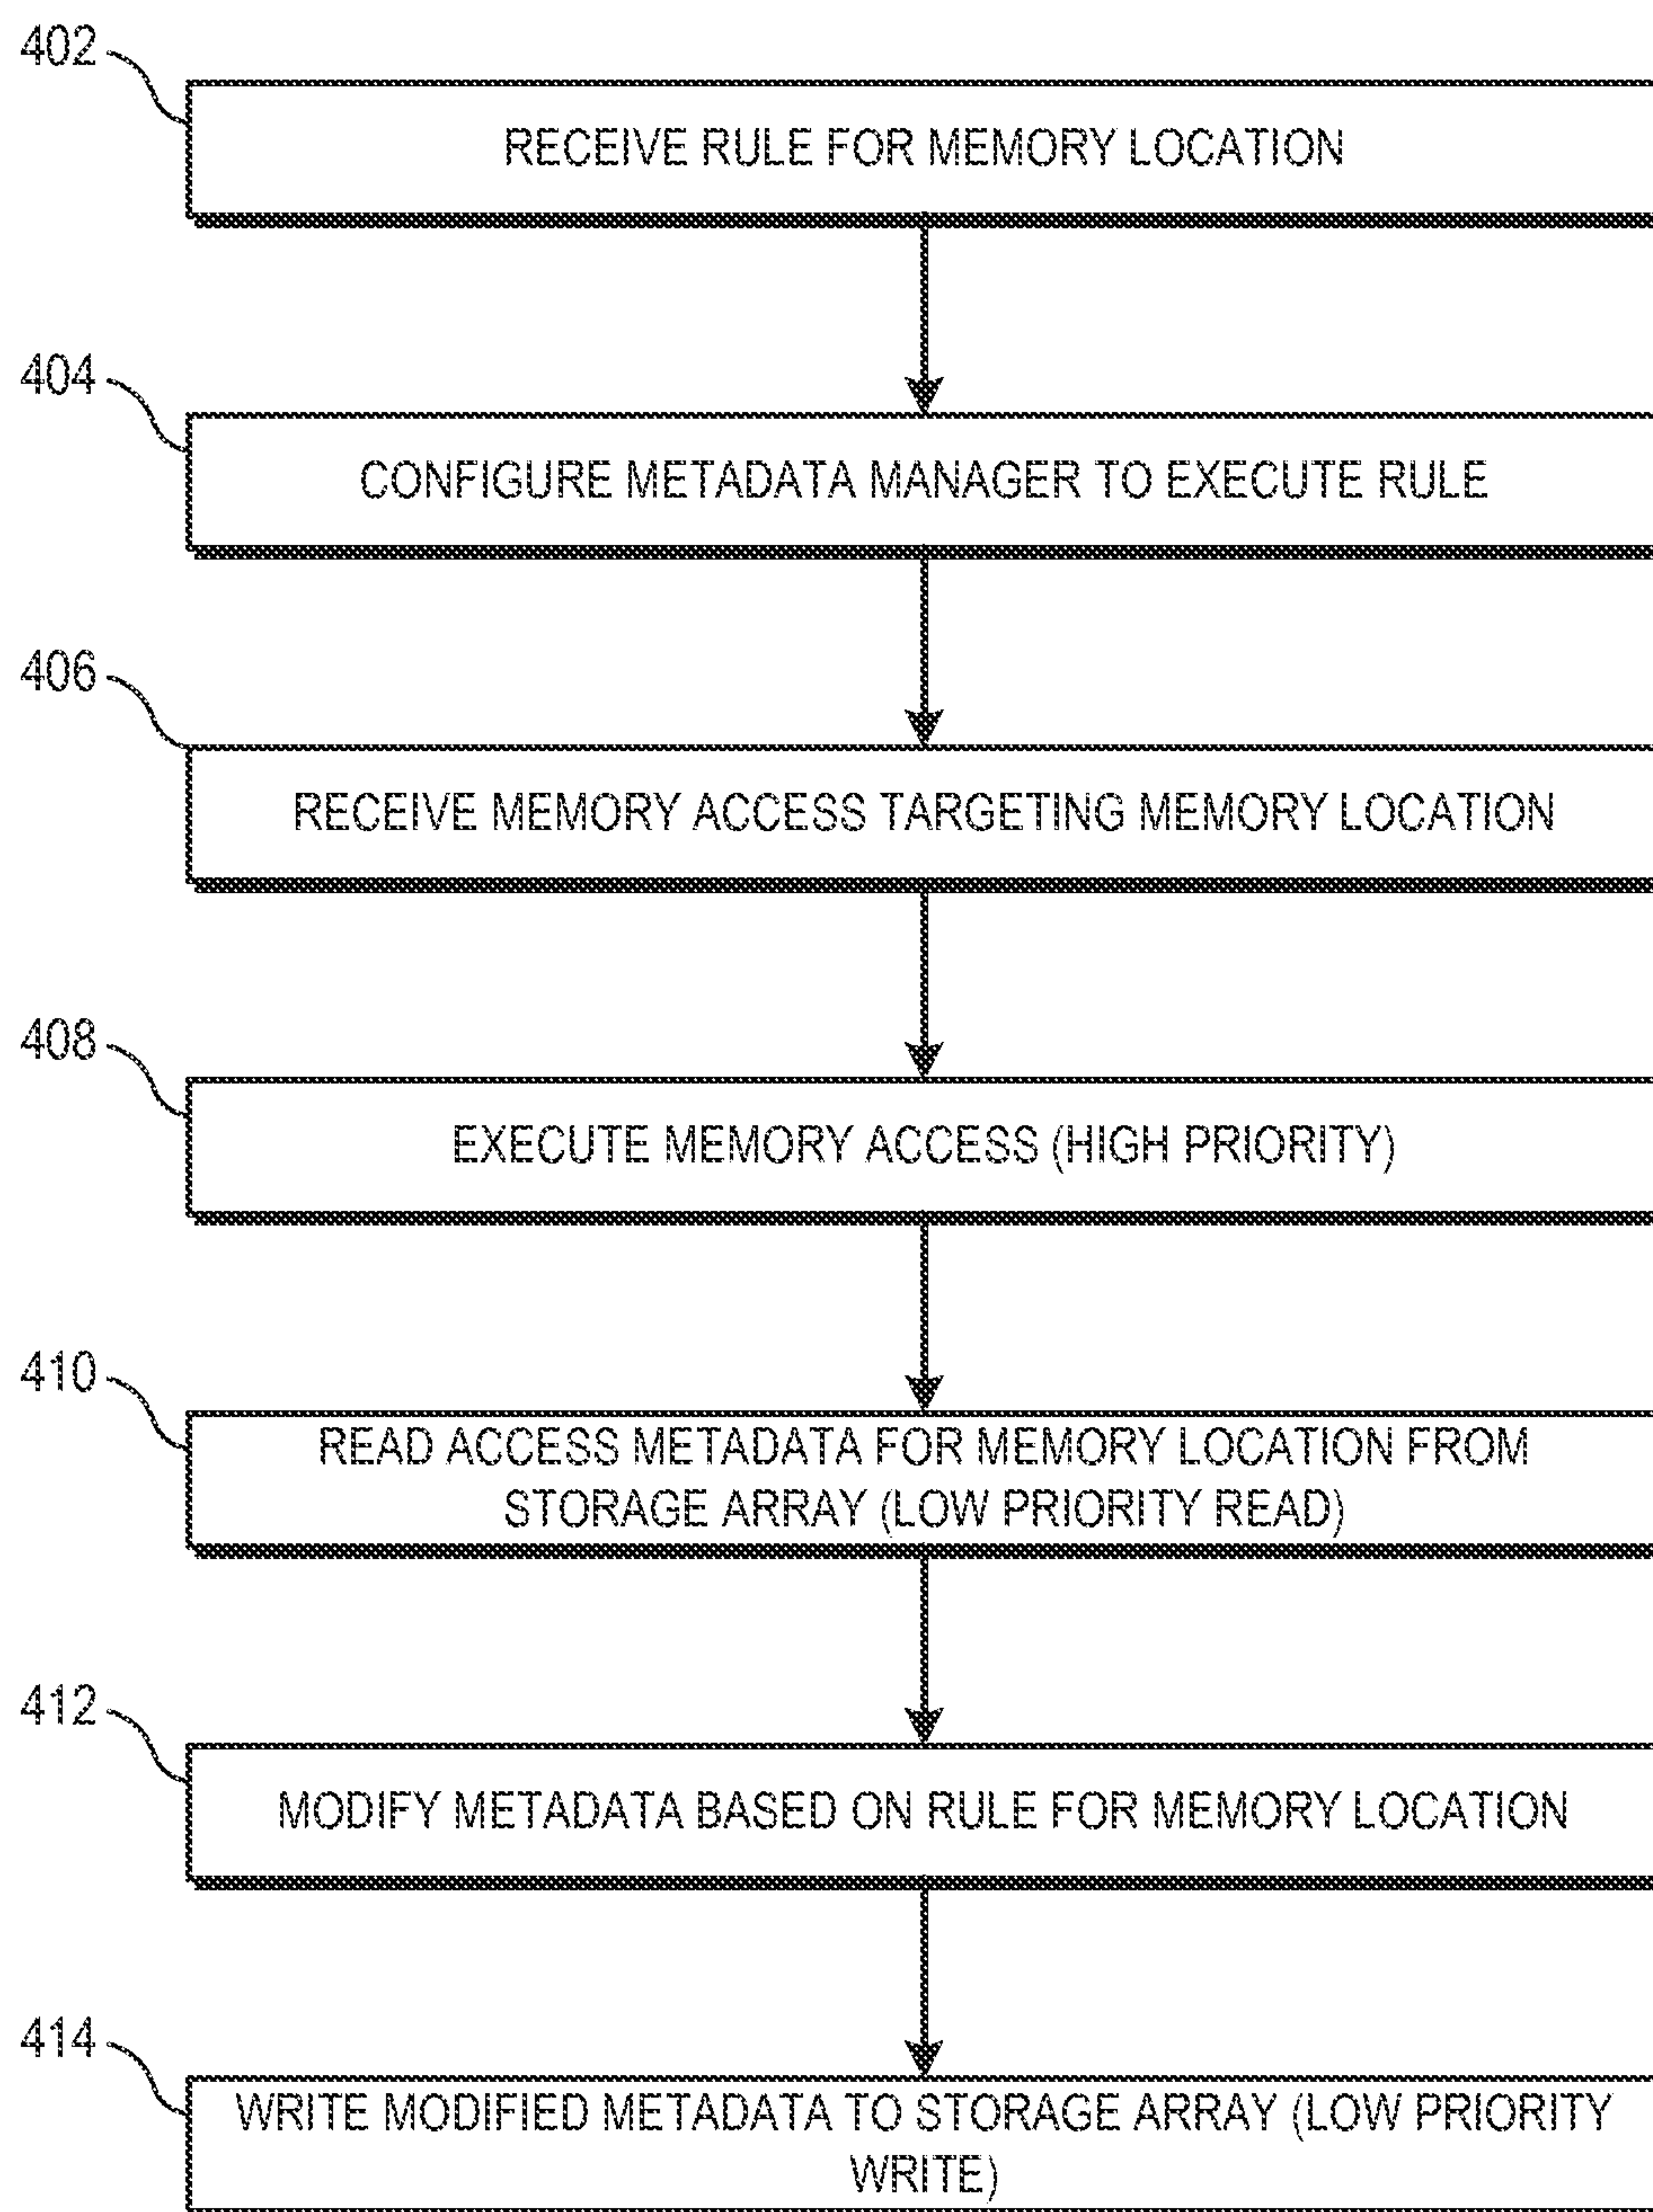 402
RECEIVE RULE FOR MEMORY LOCATION
404
CONFIGURE METADATA MANAGER TO EXECUTE RULE
406
RECEIVE MEMORY ACCESS TARGETING MEMORY LOCATION
408
EXECUTE MEMORY ACCESS (HIGH PRIORITY)
410
READ ACCESS METADATA FOR MEMORY LOCATION FROM
STORAGE ARRAY (LOW PRIORITY READ)
412
MODIFY METADATA BASED ON RULE FOR MEMORY LOCATION
414
WRITE MODIFIED METADATA TO STORAGE ARRAY (LOW PRIORITY
WRITE)